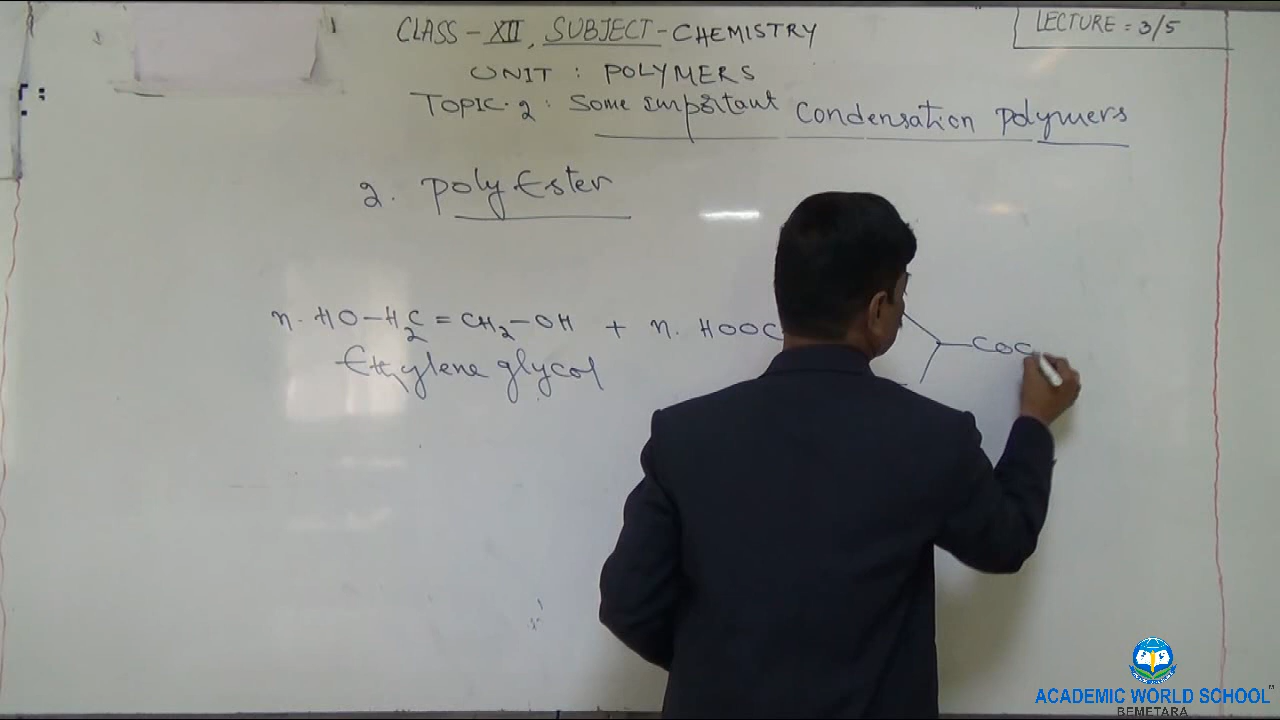 CLASS - XII, SUBJECT - CHEMISTRY
LECTURE = 3/5
UNIT : POLYMERS
TOPIC-2 : Some important Condensation polymers
2. Poly Ester
n. HO-H₂C=CH₂-OH + n. HOOC COC
Ethylene glycol
ACADEMIC WORLD SCHOOL"
BEMETARA